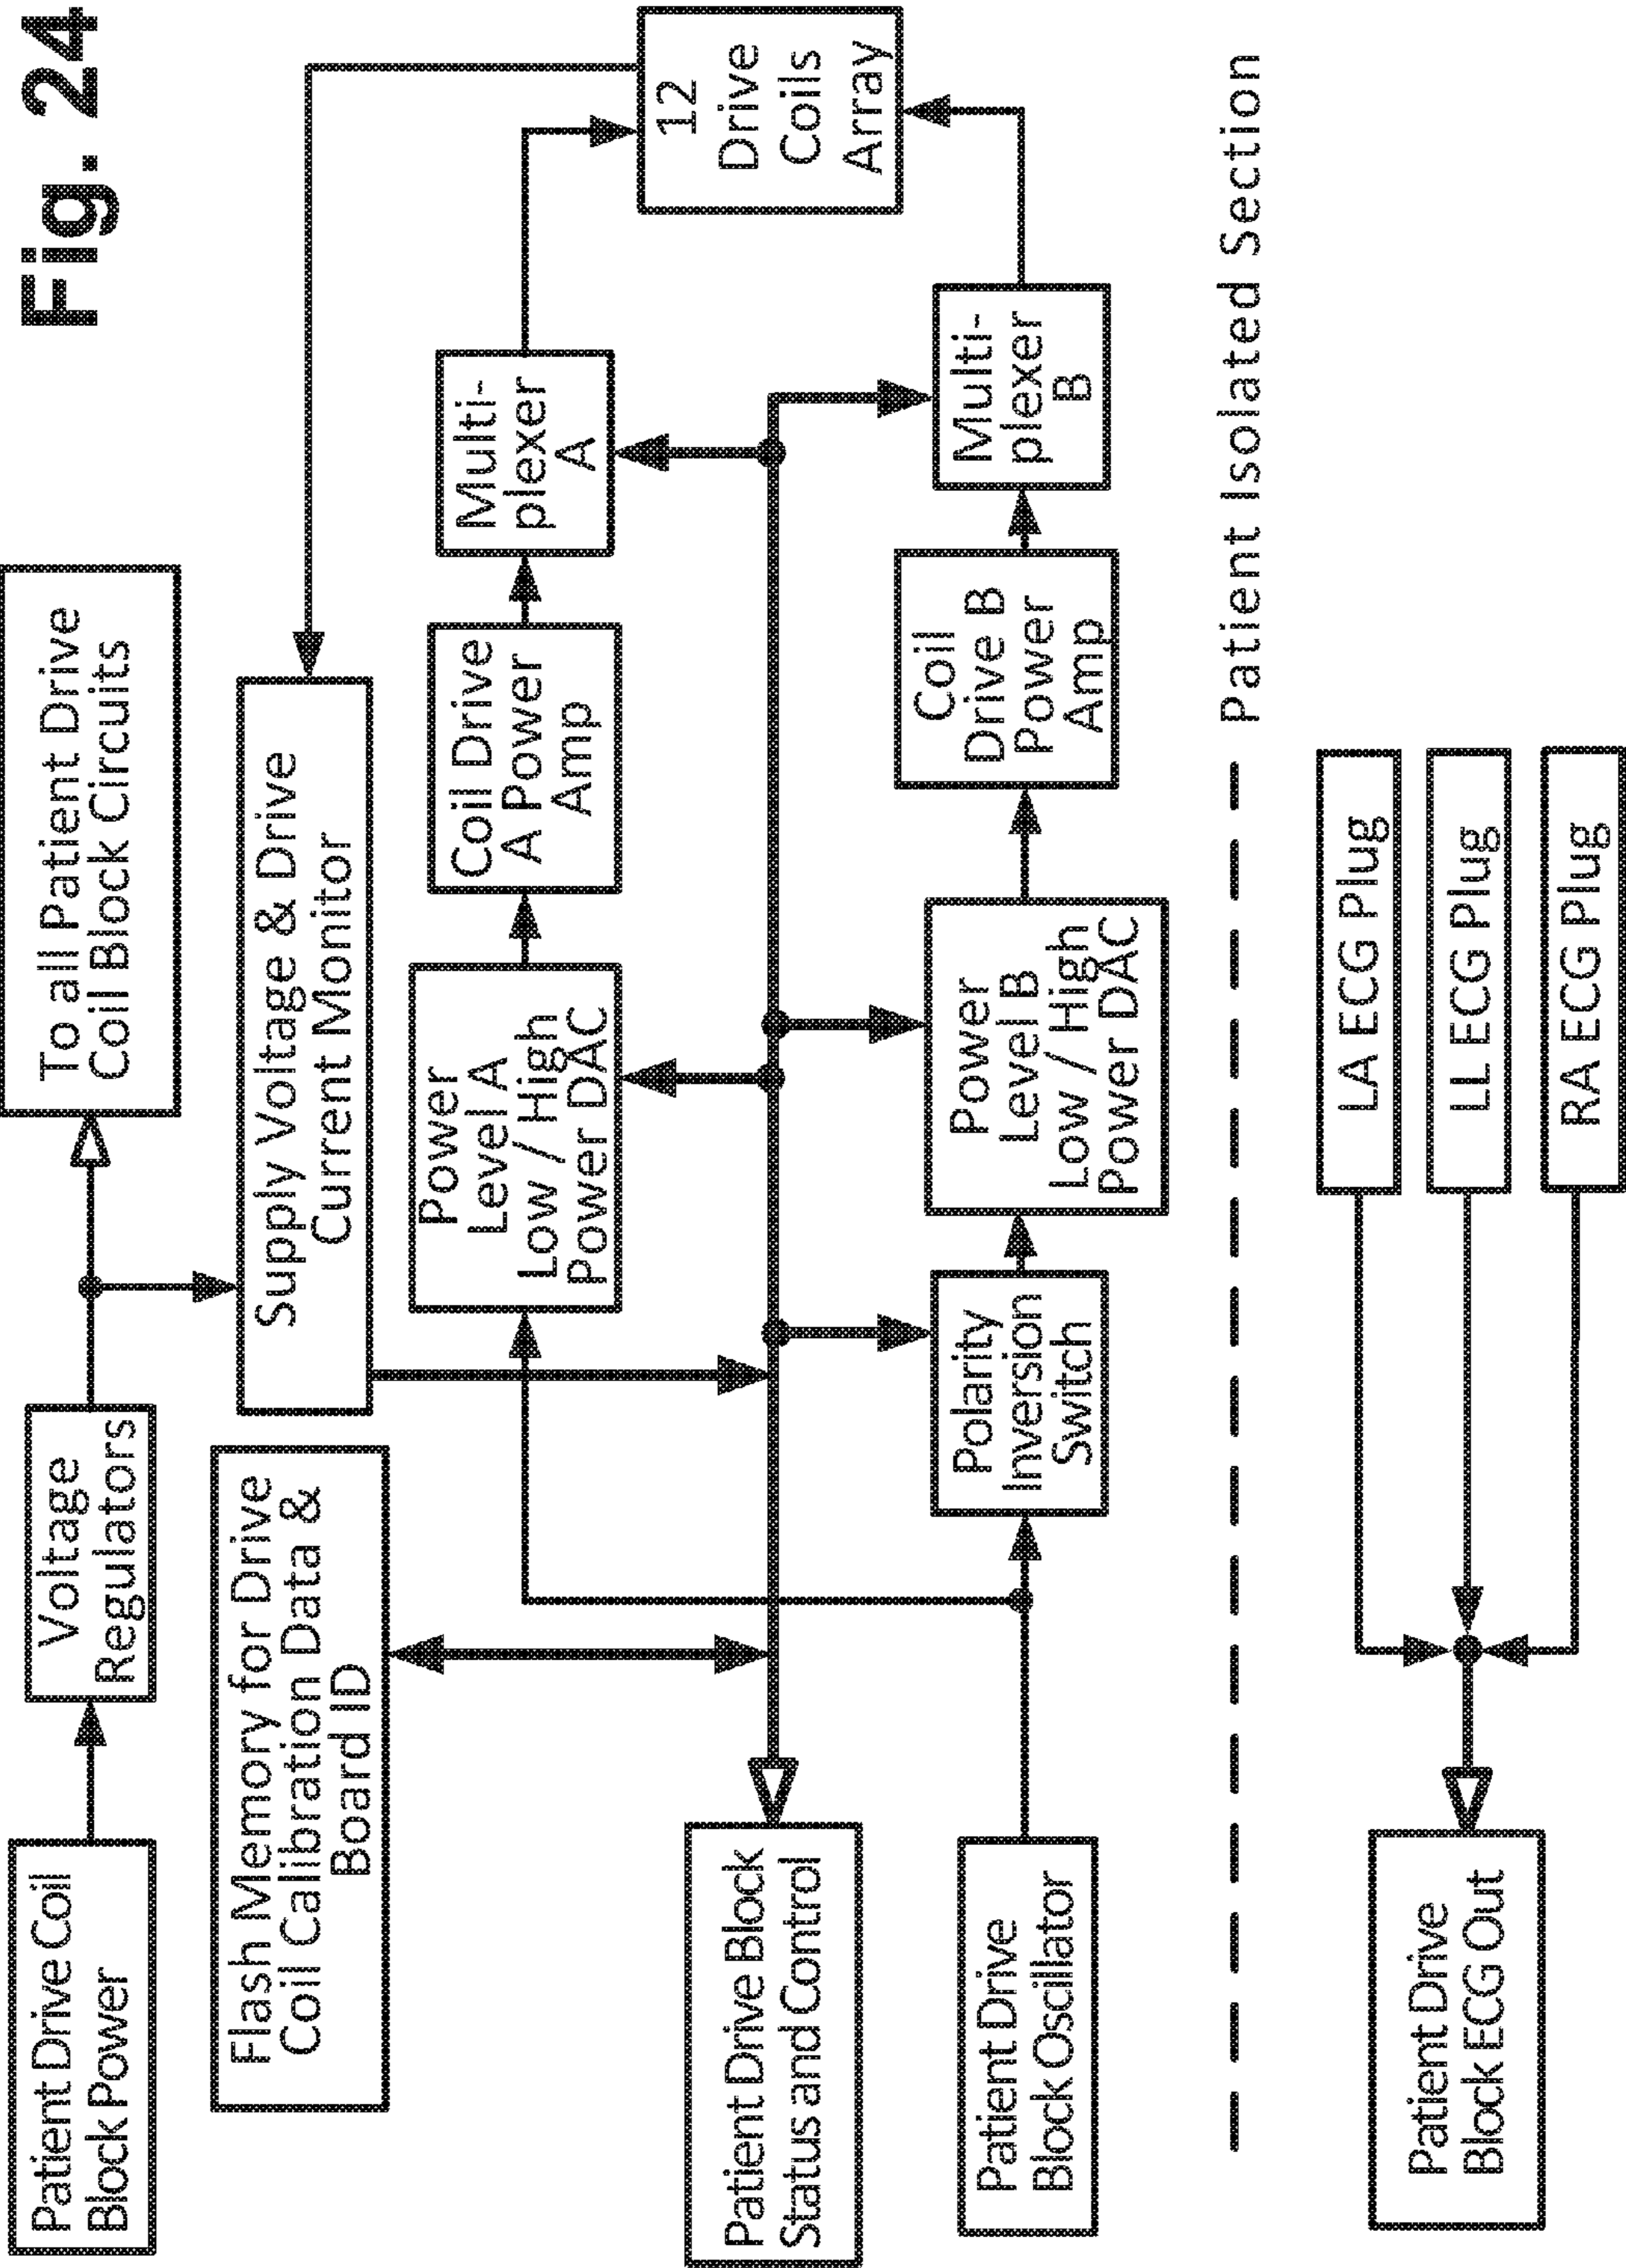 Fig. 24
Patient Drive Coil
Block Power
Voltage
Regulators
To all Patient Drive
Coil Block Circuits
Flash Memory for Drive
Coil Calibration Data &
Board ID
Supply Voltage & Drive
Current Monitor
Power
Level A
Low / High
Power DAC
Coil Drive
A Power
Amp
Multi-
plexer
A
12
Drive
Coils
Array
Patient Drive Block
Status and Control
Patient Drive
Block Oscillator
Polarity
Inversion
Switch
Power
Level B
Low / High
Power DAC
Coil
Drive B
Power
Amp
Multi-
plexer
B
Patient Isolated Section
Patient Drive
Block ECG Out
LA ECG Plug
LL ECG Plug
RA ECG Plug